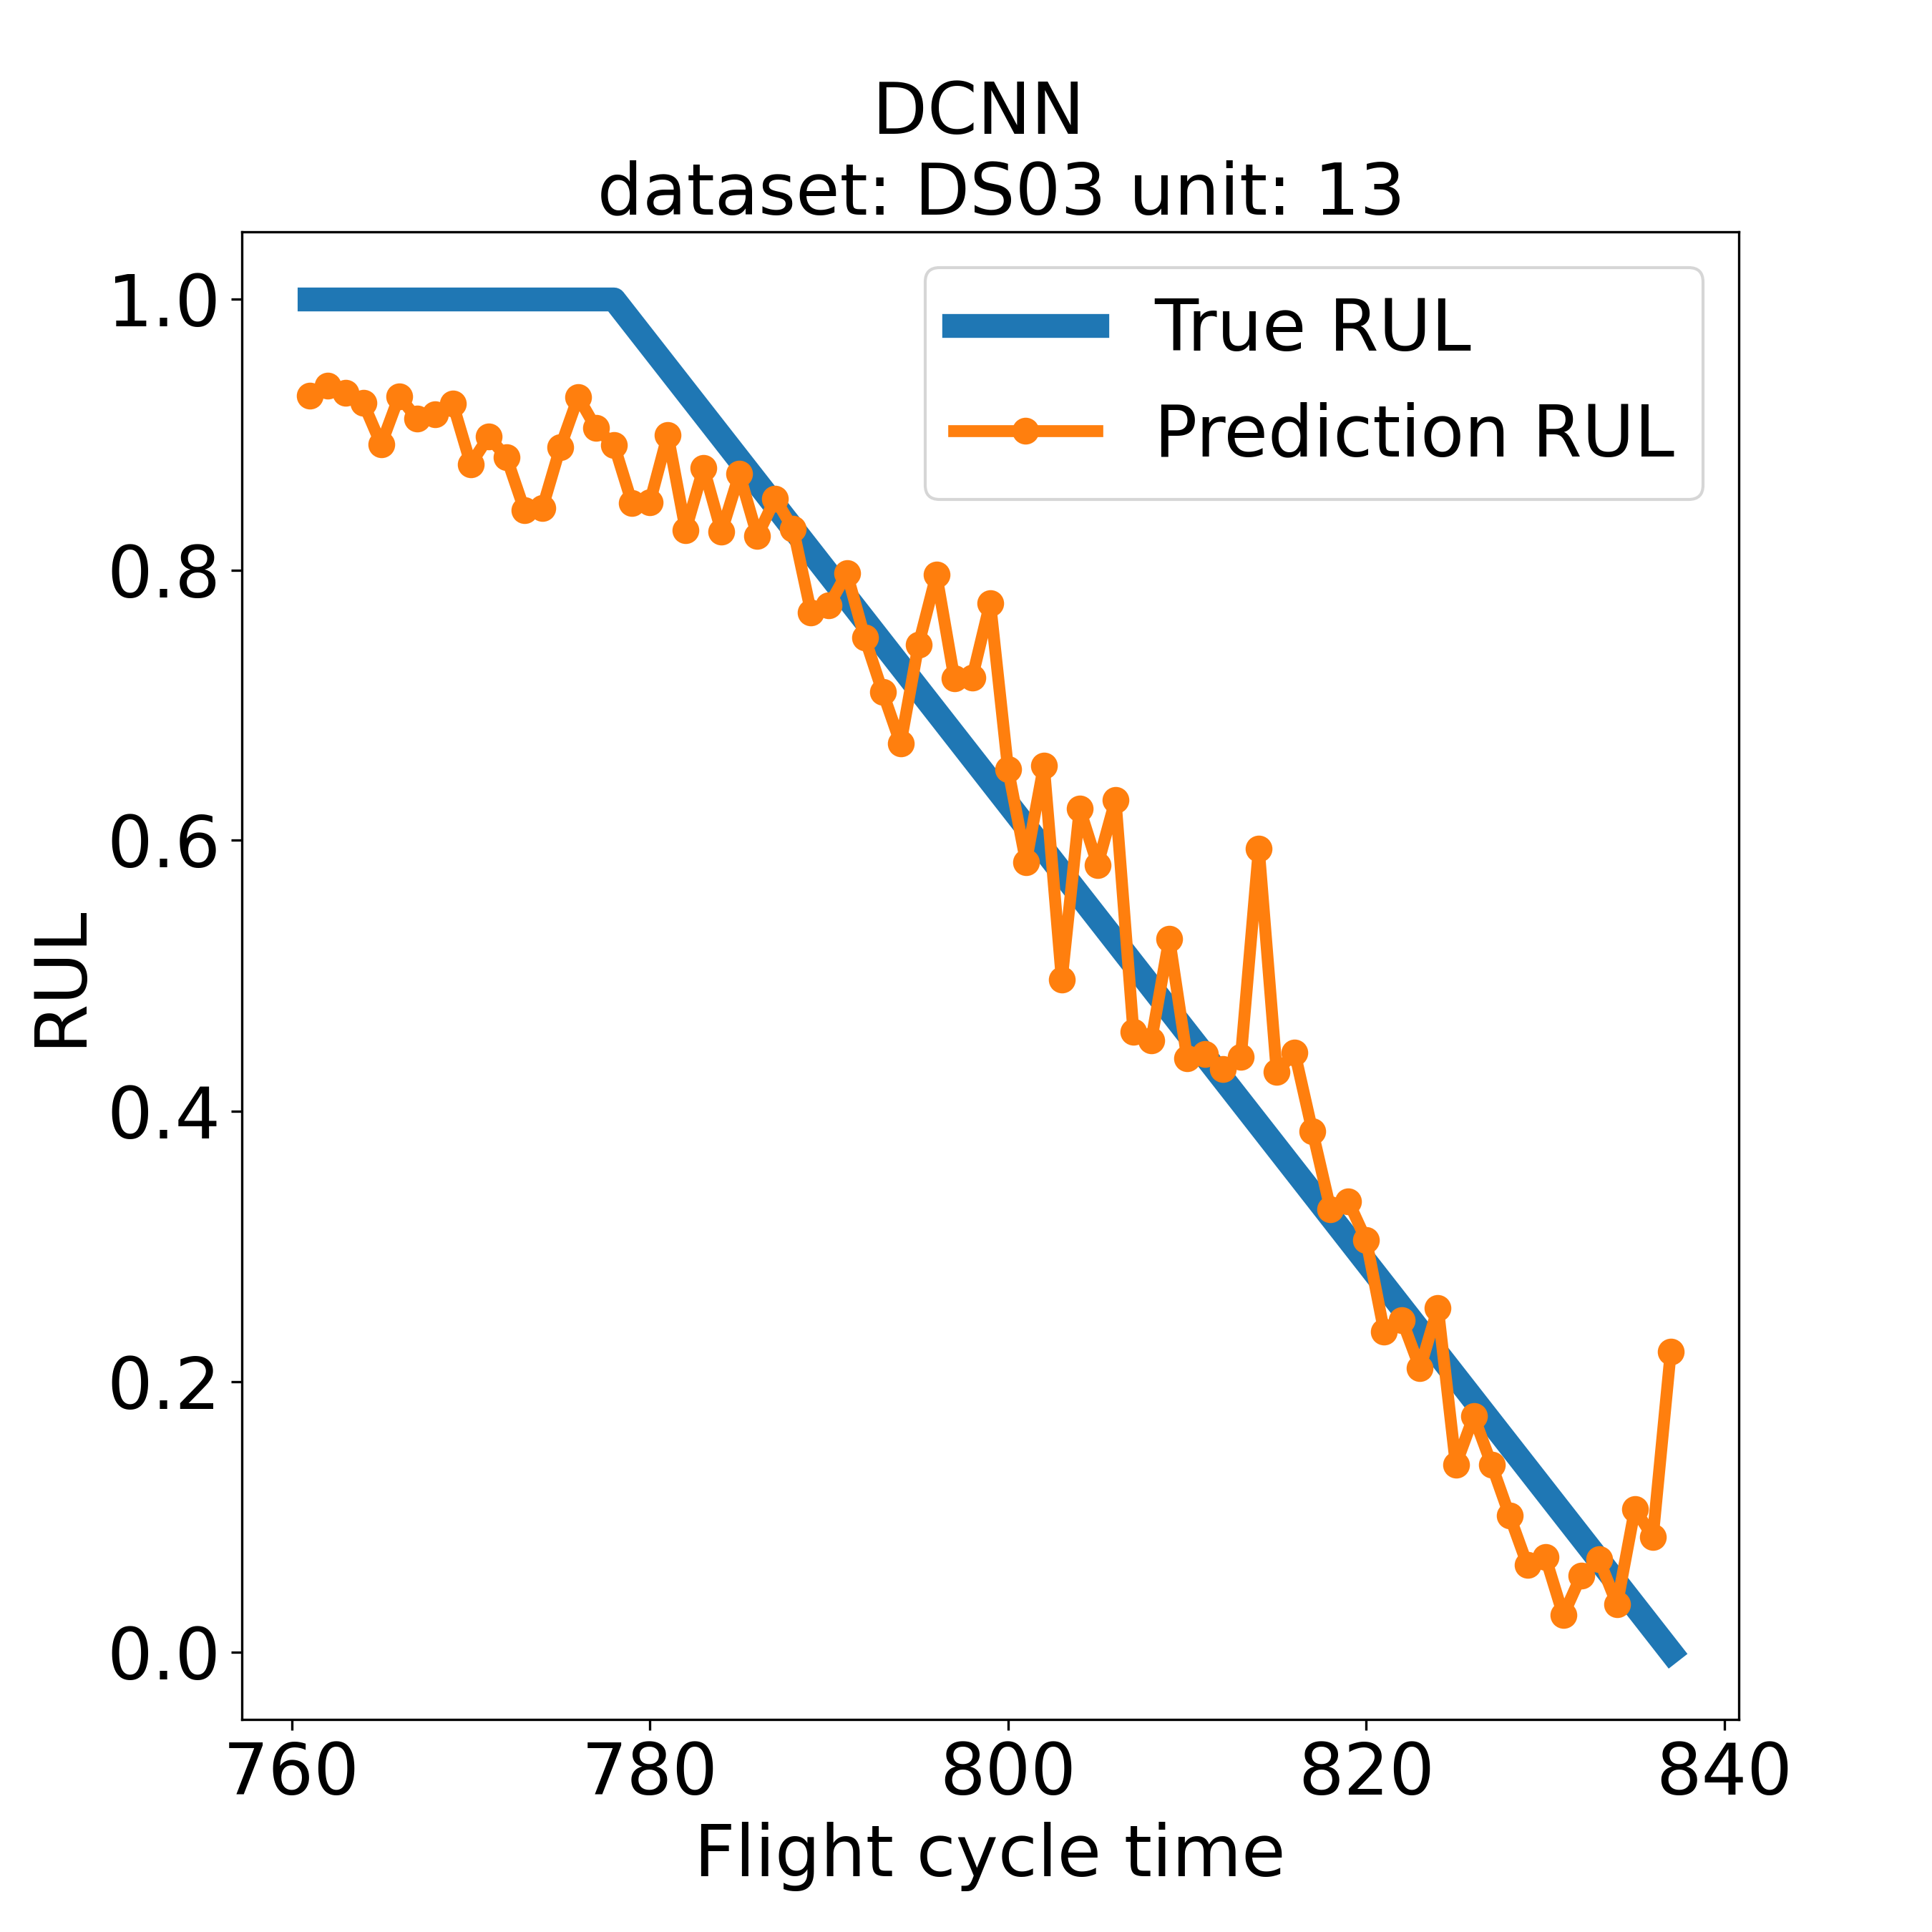 DCNN
dataset: DS03 unit: 13
True RUL
Prediction RUL
1.0
0.8
0.6
0.4
0.2
0.0
RUL
760 780 800 820 840
Flight cycle time